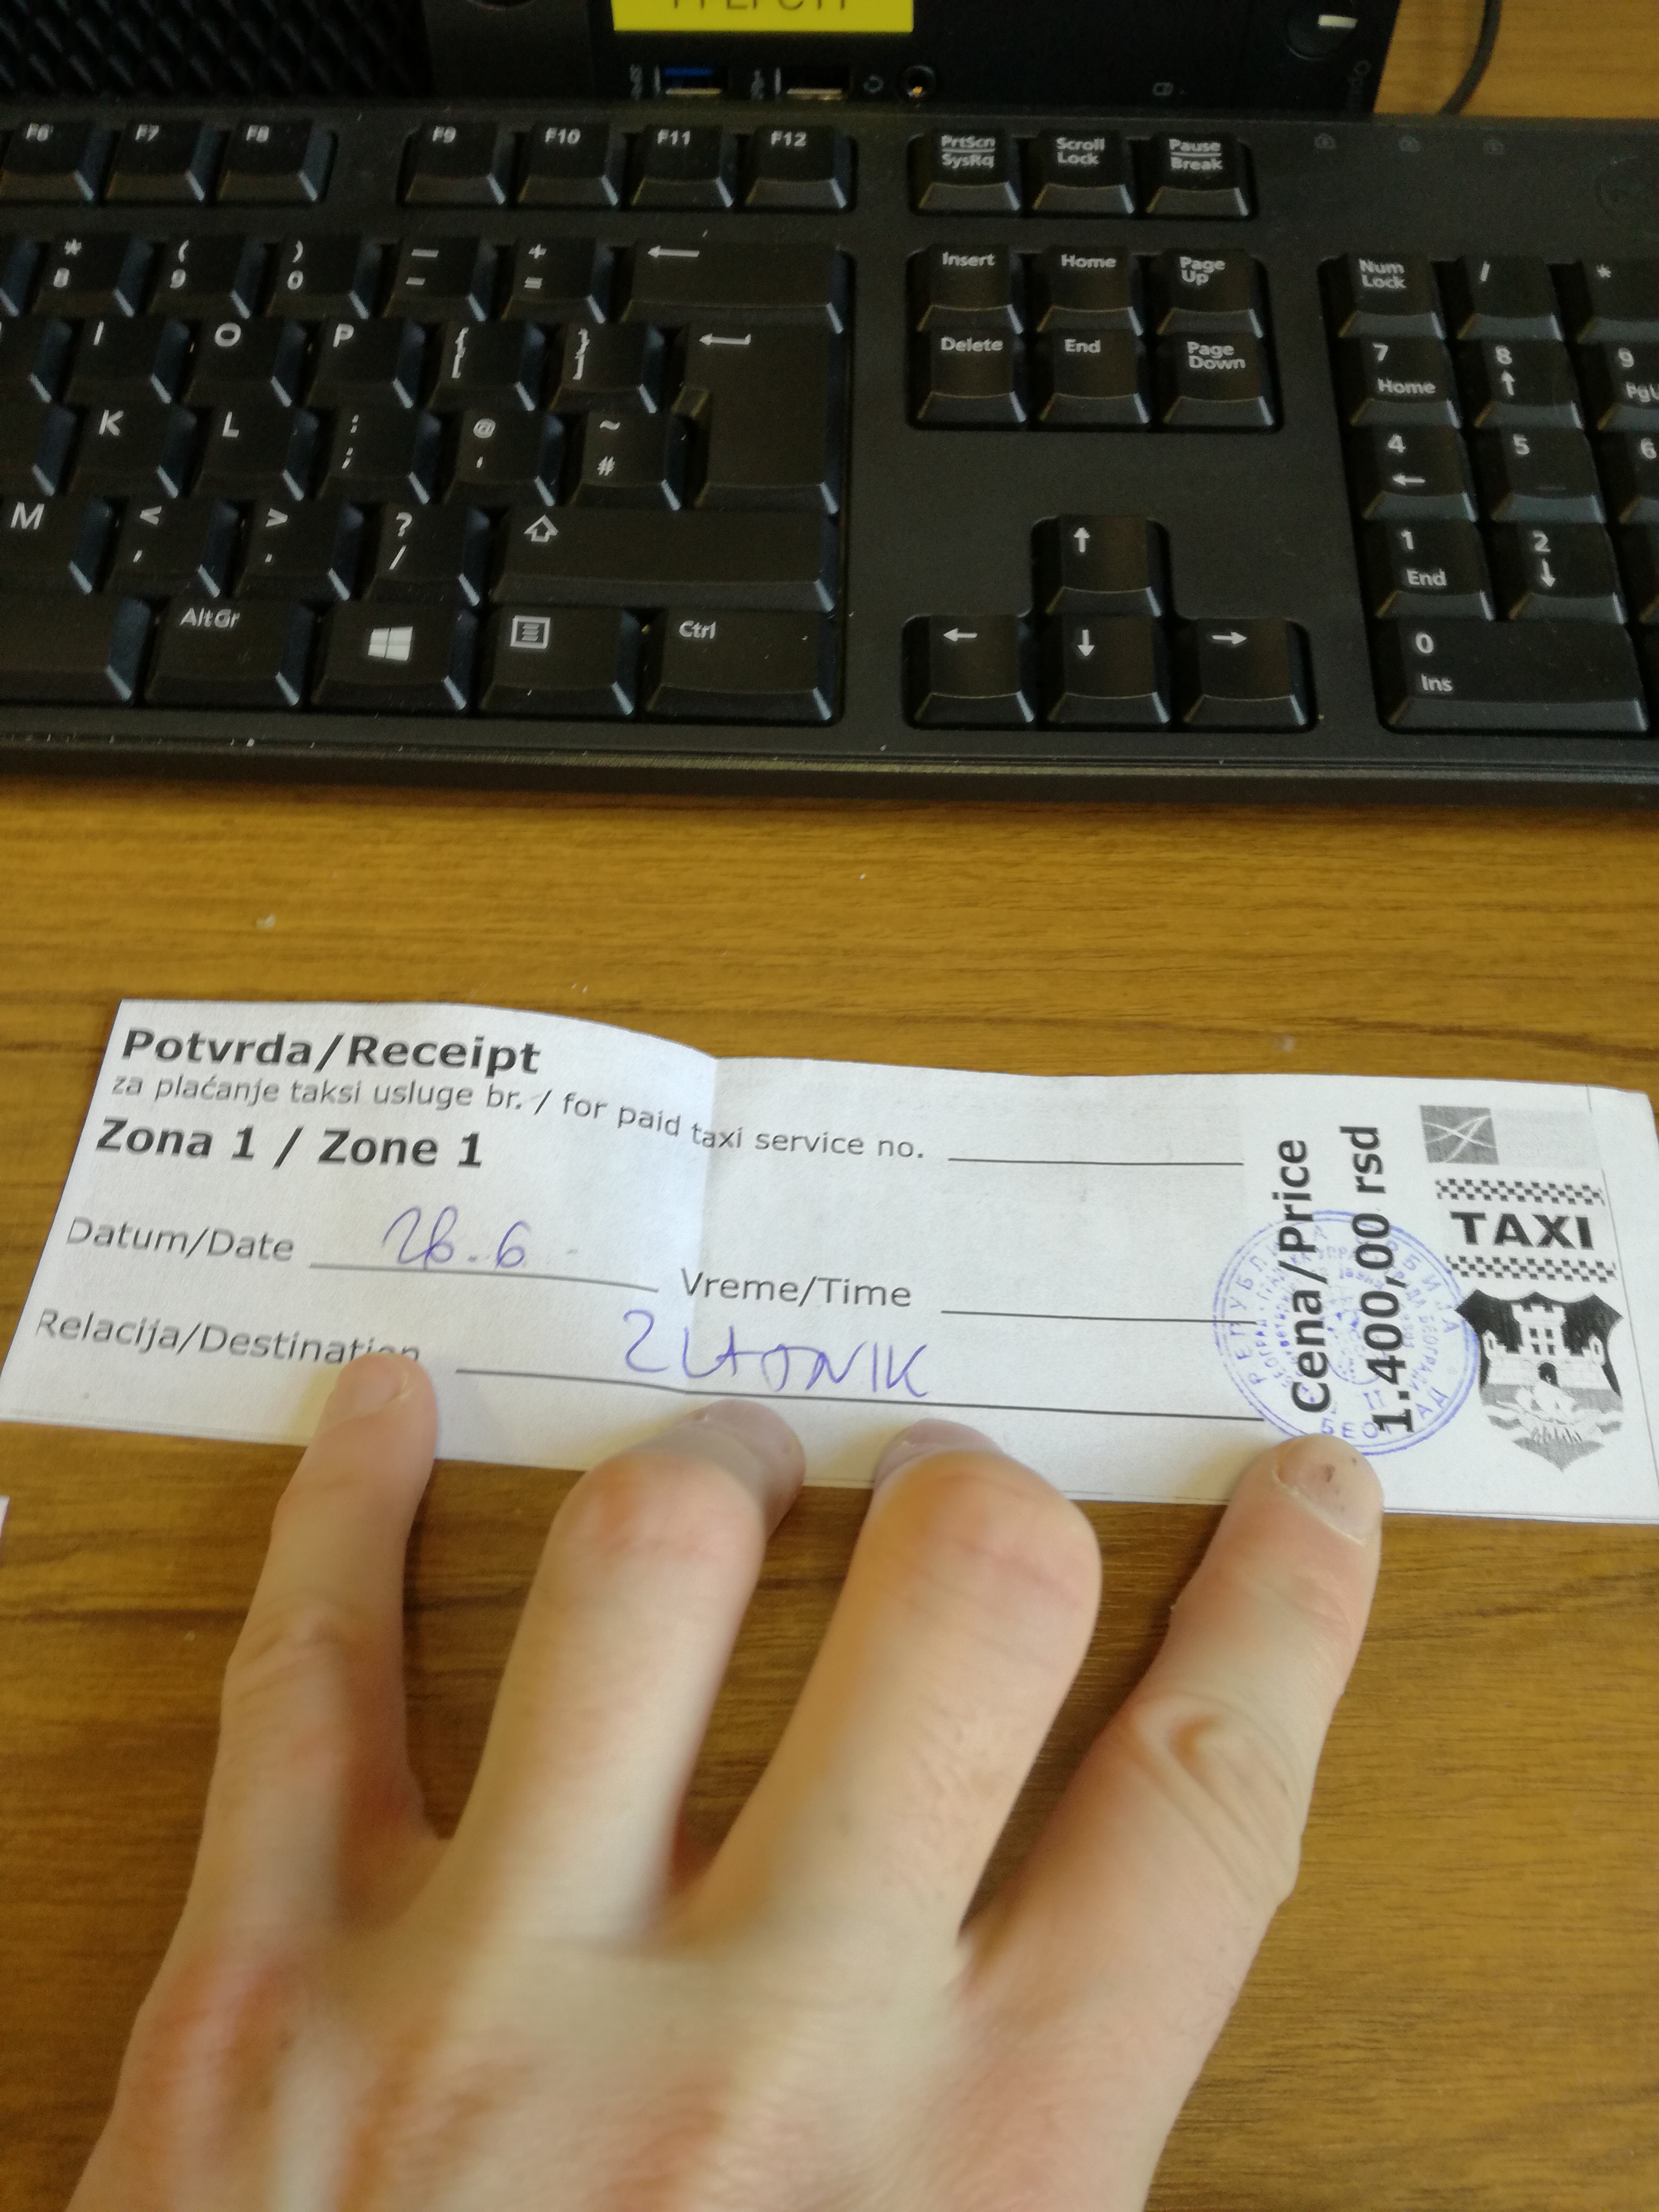 F6 F7 F8 F9 F10 F11 F12 PrtScn SysRq Scroll Lock Pause Break
* 8 ( 9 ) 0 — - + = Insert Home Page Up Num Lock / *
I O P { [ } ] Delete End Page Down 7 Home 8 9 PgU
K L : ; @ ' ~ # 4 5 6
M < , > . ? / 1 End 2
AltGr Ctrl 0 Ins
Potvrda/Receipt
za plaćanje taksi usluge br. / for paid taxi service no.
Zona 1 / Zone 1
Datum/Date 26.6 Vreme/Time
Relacija/Destination ZLATNIK
Cena/Price
1.400,00 rsd
TAXI